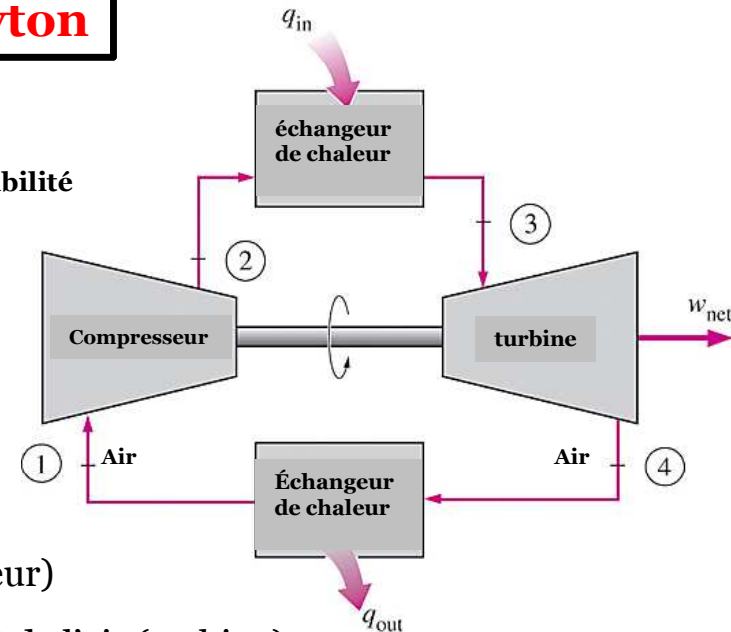 yton
q_in
échangeur
de chaleur
bilité
2
3
w_net
Compresseur
turbine
1
Air
Air
4
Échangeur
de chaleur
eur)
q_out